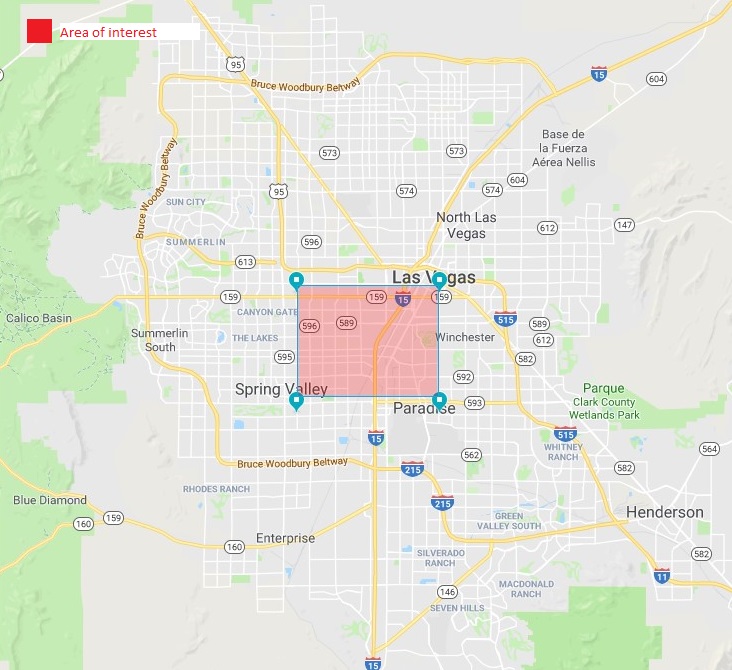 Area of interest
95
15
604
Bruce Woodbury Beltway
573
573
Base de
la Fuerza
Aérea Nellis
Bruce Woodbury Beltway
95
574
574
604
SUN CITY
North Las
Vegas
612
147
SUMMERLIN
596
613
Las Vegas
159
159
15
159
CANYON GATE
Calico Basin
596
589
515
589
Summerlin
South
THE LAKES
Winchester
612
595
582
Spring Valley
592
Parque
Clark County
Wetlands Park
Paradise
593
15
515
562
WHITNEY
RANCH
564
Bruce Woodbury Beltway
215
582
RHODES RANCH
Blue Diamond
215
160
159
GREEN
VALLEY SOUTH
Henderson
Enterprise
160
582
SILVERADO
RANCH
11
146
MACDONALD
RANCH
SEVEN HILLS
15